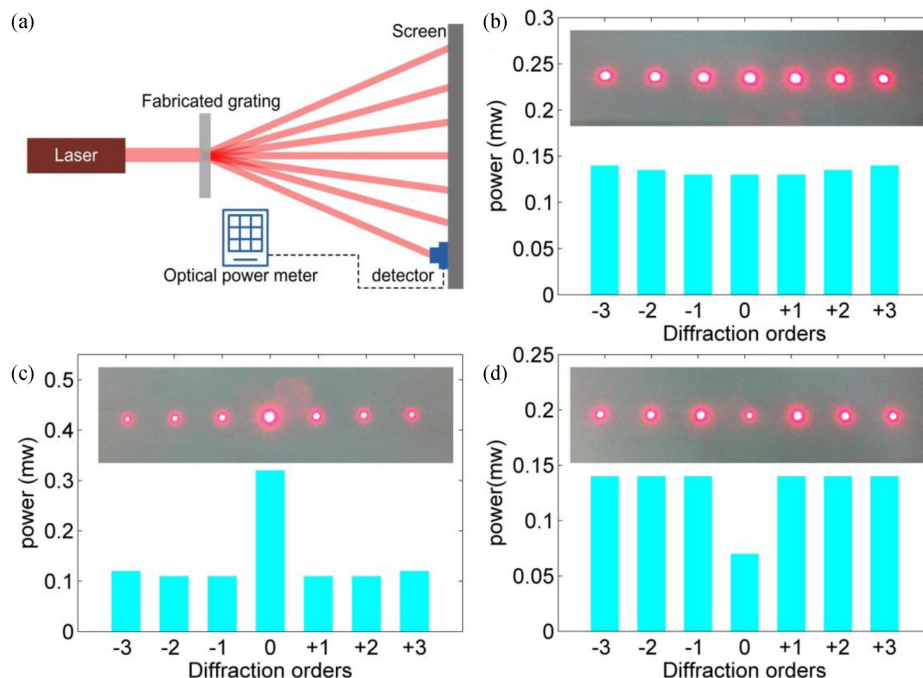 (a)
Screen
Fabricated grating
Laser
Optical power meter
detector
(b)
0.3
0.25
0.2
0.15
0.1
0.05
0
power (mw)
-3 -2 -1 0 +1 +2 +3
Diffraction orders
(c)
0.5
0.4
0.3
0.2
0.1
0
power (mw)
-3 -2 -1 0 +1 +2 +3
Diffraction orders
(d)
0.25
0.2
0.15
0.1
0.05
0
power(mw)
-3 -2 -1 0 +1 +2 +3
Diffraction orders